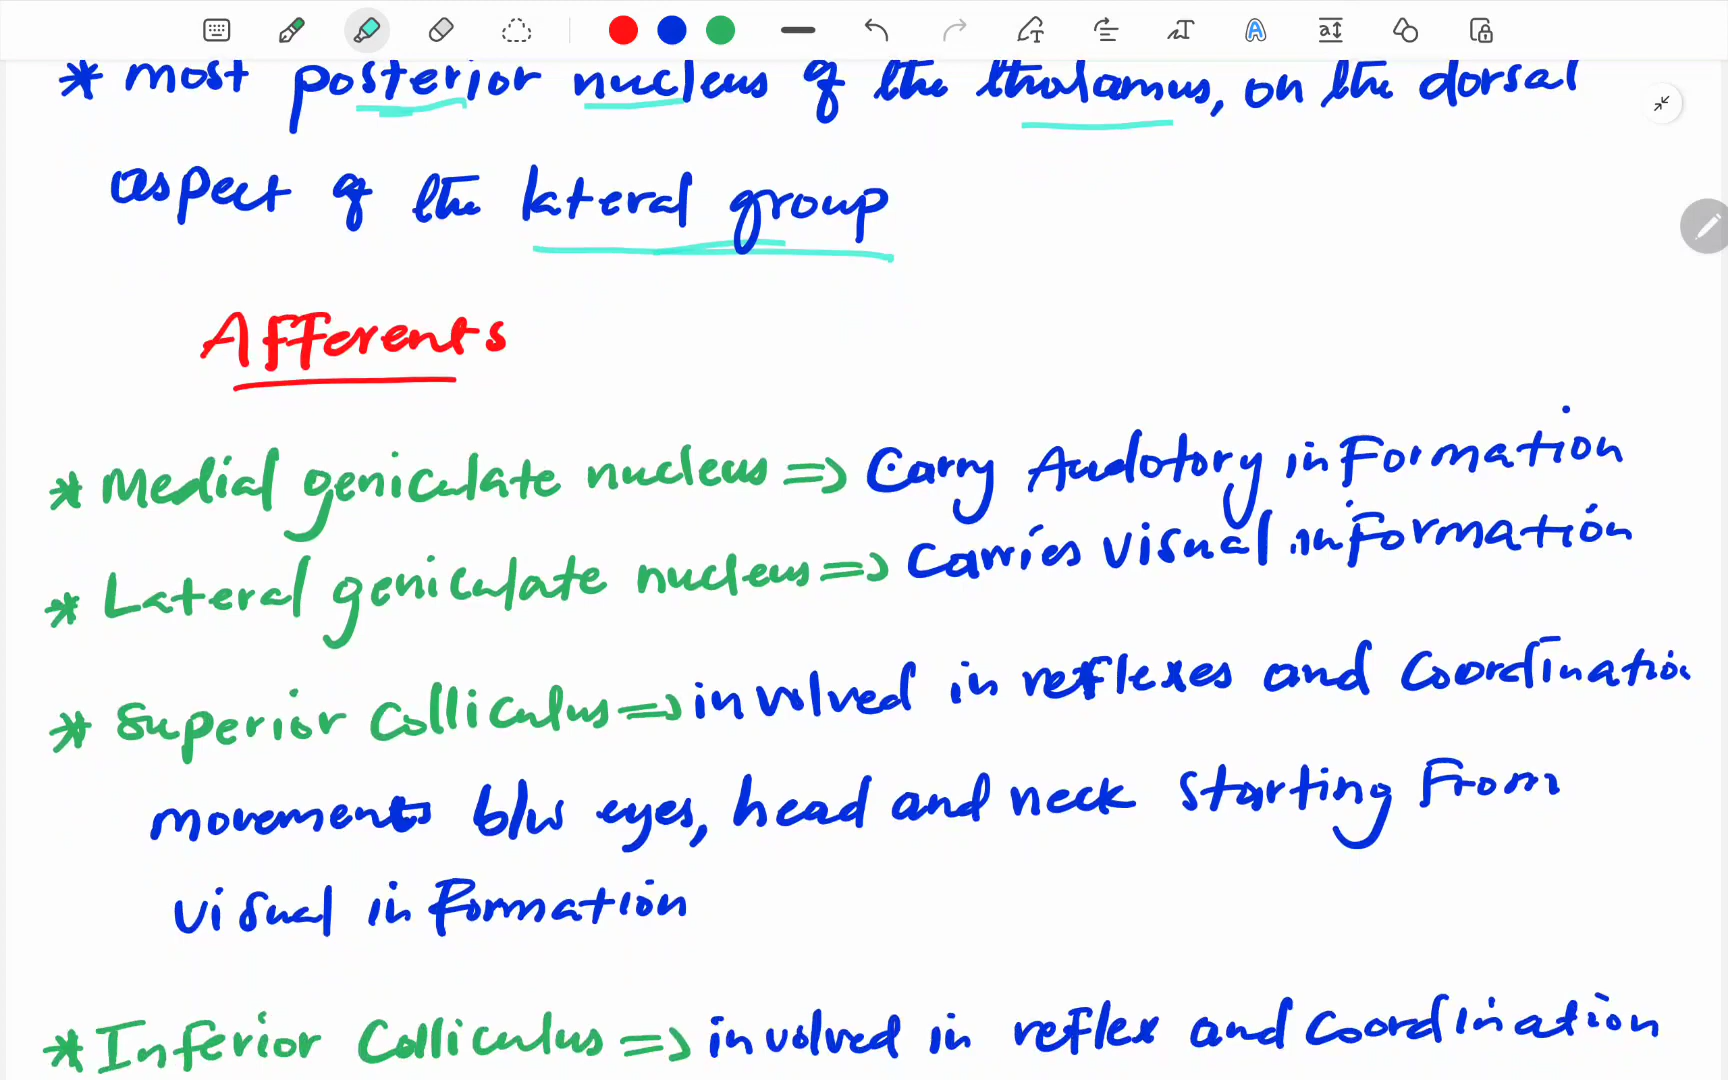 * most posterior nucleus of the thalamus, on the dorsal
aspect of the lateral group
Afferents
* Medial geniculate nucleus => Carry Audotory information
* Lateral geniculate nucleus => Carries visual information
* Superior Colliculus => involved in reflexes and Coordination
movements b/w eyes, head and neck starting from
visual information
* Inferior Colliculus => involved in reflex and Coordination